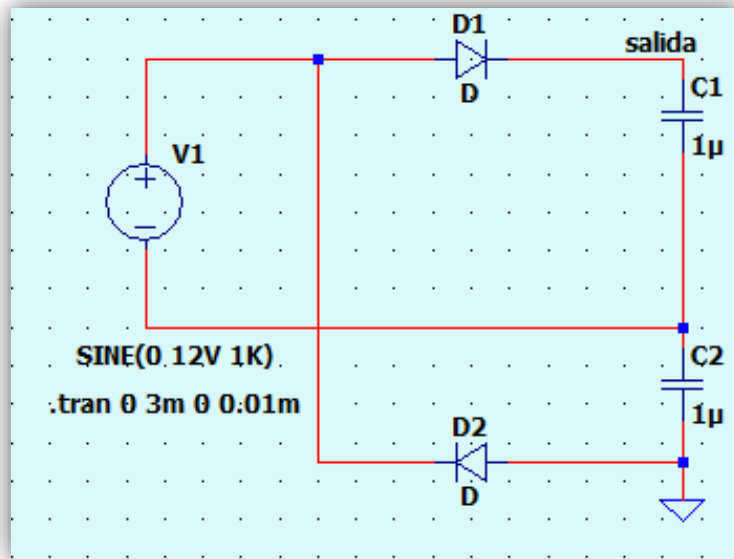 D1
salida
D
C1
1µ
V1
SINE(0 12V 1K)
.tran 0 3m 0 0.01m
C2
1µ
D2
D